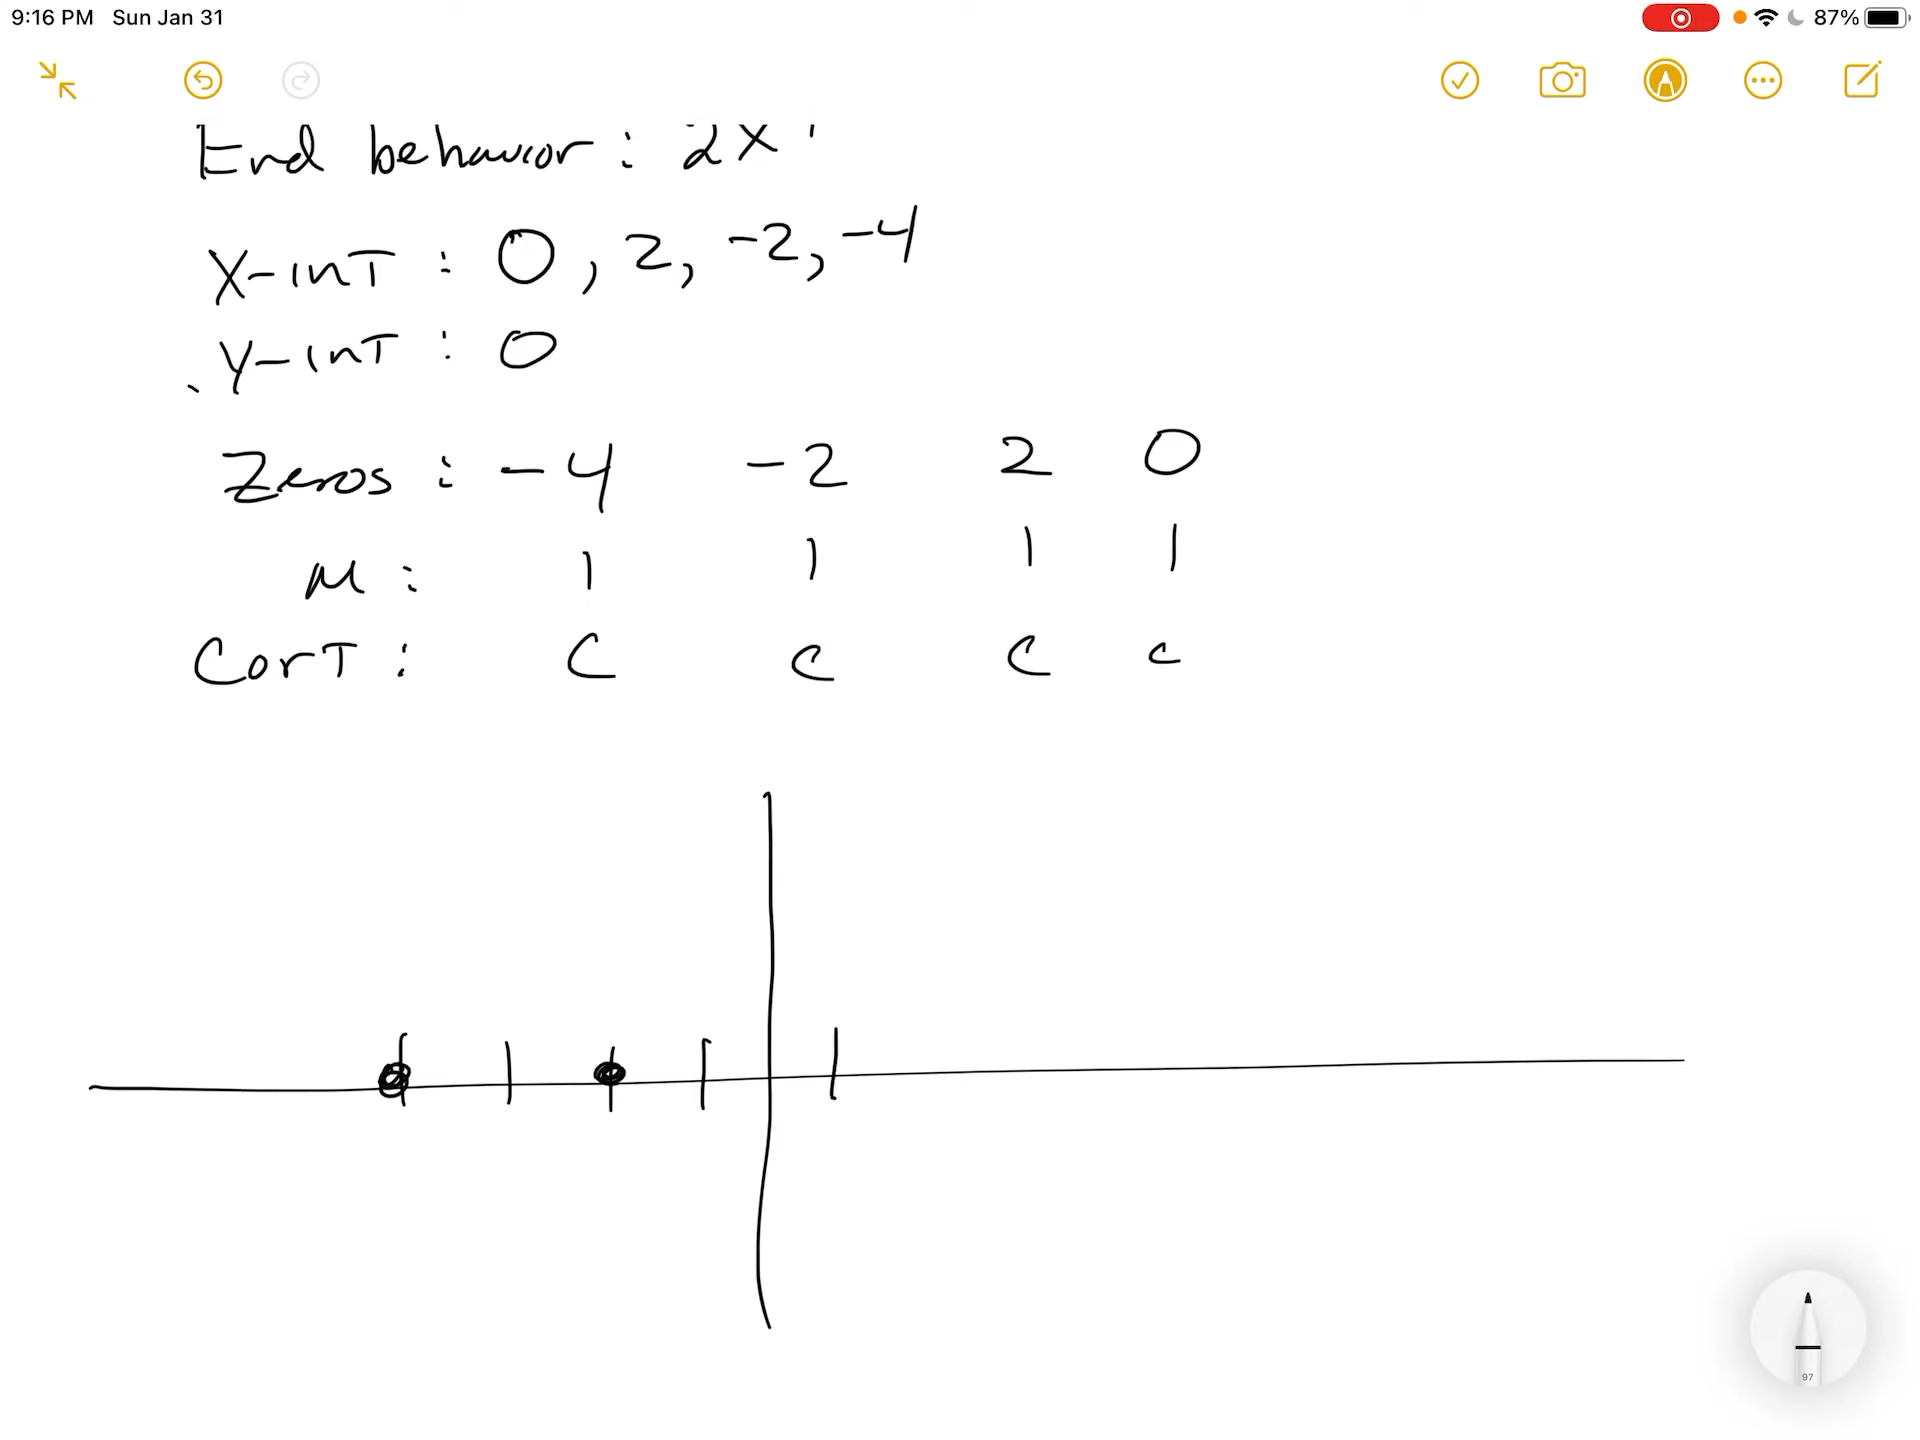 9:16 PM Sun Jan 31 87%
End behavior : 2x
X-inT : 0, 2, -2, -4
Y-inT : 0
Zeros : -4 -2 2 0
M : 1 1 1 1
CorT : C C C C
97